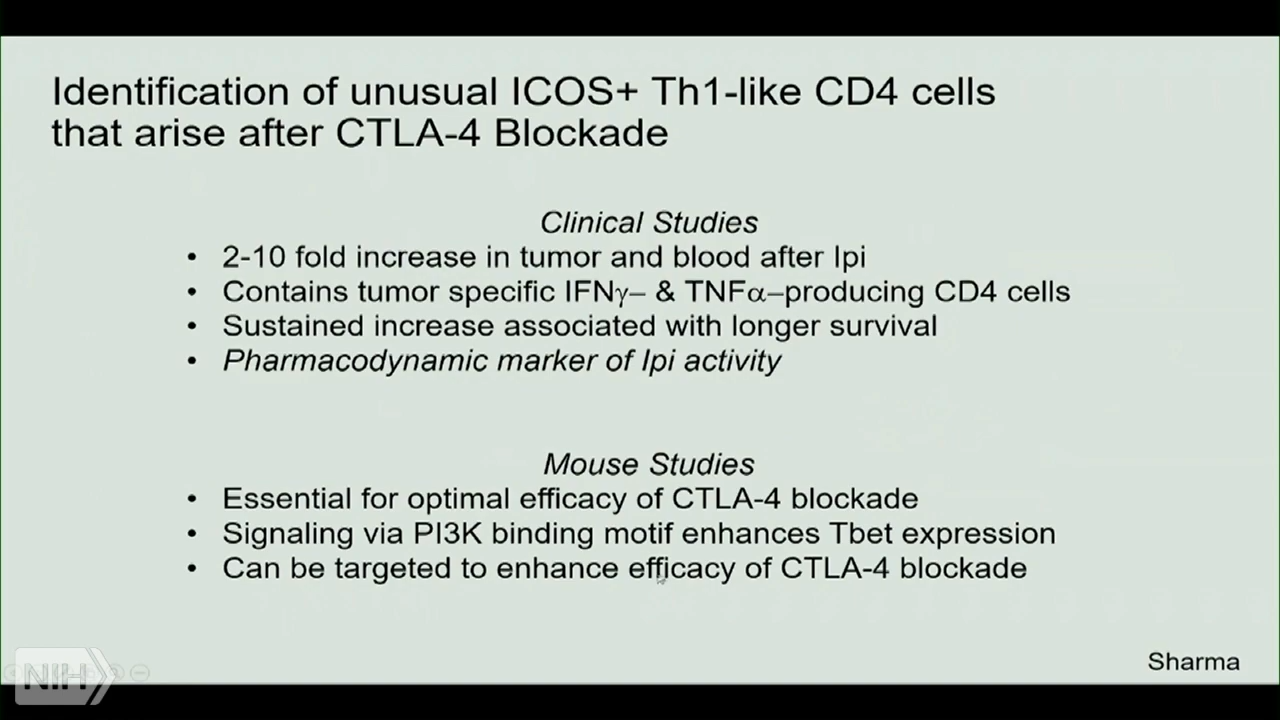 Identification of unusual ICOS+ Th1-like CD4 cells
that arise after CTLA-4 Blockade
Clinical Studies
• 2-10 fold increase in tumor and blood after Ipi
• Contains tumor specific IFNγ– & TNFα–producing CD4 cells
• Sustained increase associated with longer survival
• Pharmacodynamic marker of Ipi activity
Mouse Studies
• Essential for optimal efficacy of CTLA-4 blockade
• Signaling via PI3K binding motif enhances Tbet expression
• Can be targeted to enhance efficacy of CTLA-4 blockade
Sharma
NIH